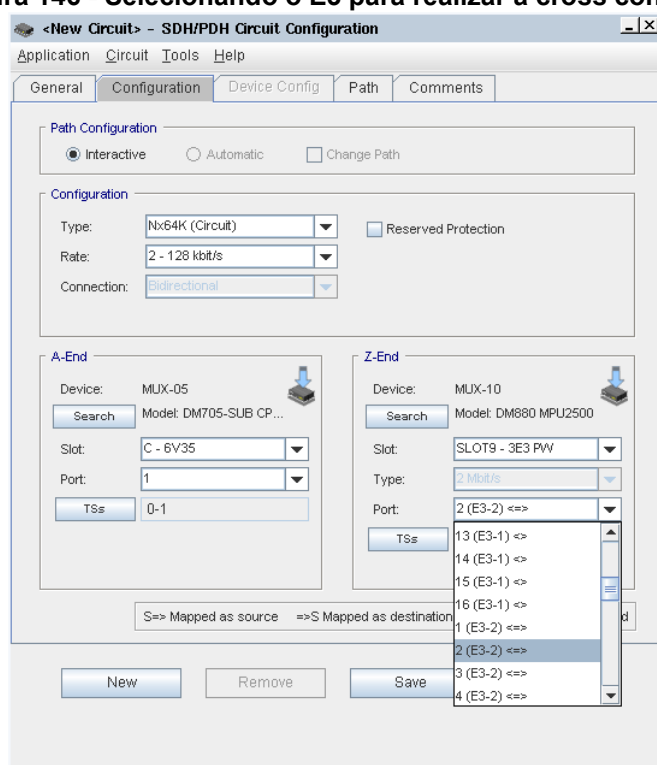 <New Circuit> - SDH/PDH Circuit Configuration
Application Circuit Tools Help
General Configuration Device Config Path Comments
Path Configuration
Interactive Automatic Change Path
Configuration
Type: Nx64K (Circuit) Reserved Protection
Rate: 2 - 128 kbit/s
Connection: Bidirectional
A-End
Device: MUX-05
Search Model: DM705-SUB CP...
Slot: C - 6V35
Port: 1
TSs 0-1
Z-End
Device: MUX-10
Search Model: DM880 MPU2500
Slot: SLOT9 - 3E3 PW
Type: 2 Mbit/s
Port: 2 (E3-2) <=>
TSs
13 (E3-1) <>
14 (E3-1) <>
15 (E3-1) <>
16 (E3-1) <>
1 (E3-2) <=>
2 (E3-2) <=>
3 (E3-2) <=>
4 (E3-2) <=>
S=> Mapped as source =>S Mapped as destination
New Remove Save